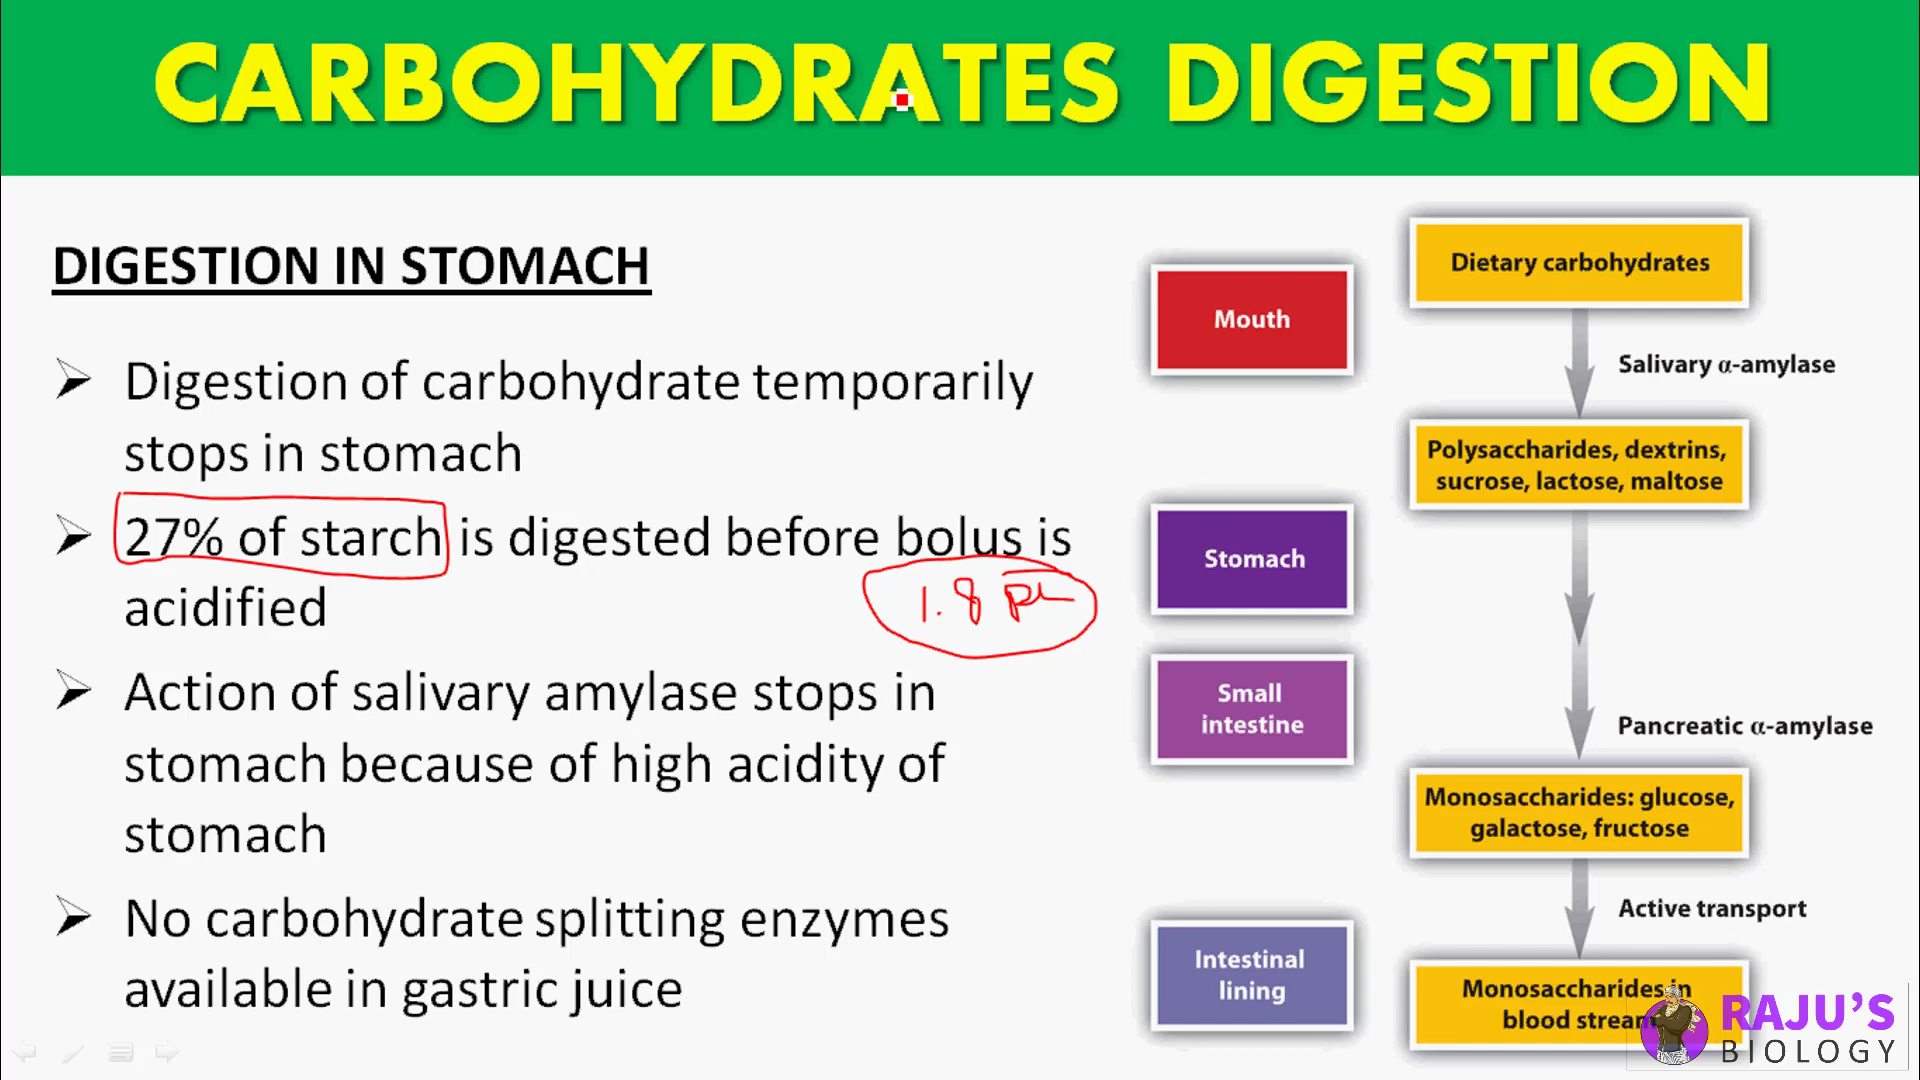 CARBOHYDRATES DIGESTION
DIGESTION IN STOMACH
Digestion of carbohydrate temporarily
stops in stomach
27% of starch is digested before bolus is
acidified
1.8 pH
Action of salivary amylase stops in
stomach because of high acidity of
stomach
No carbohydrate splitting enzymes
available in gastric juice
Mouth
Stomach
Small
intestine
Intestinal
lining
Dietary carbohydrates
Salivary α-amylase
Polysaccharides, dextrins,
sucrose, lactose, maltose
Pancreatic α-amylase
Monosaccharides: glucose,
galactose, fructose
Active transport
Monosaccharides in
blood stream
RAJU'S
BIOLOGY